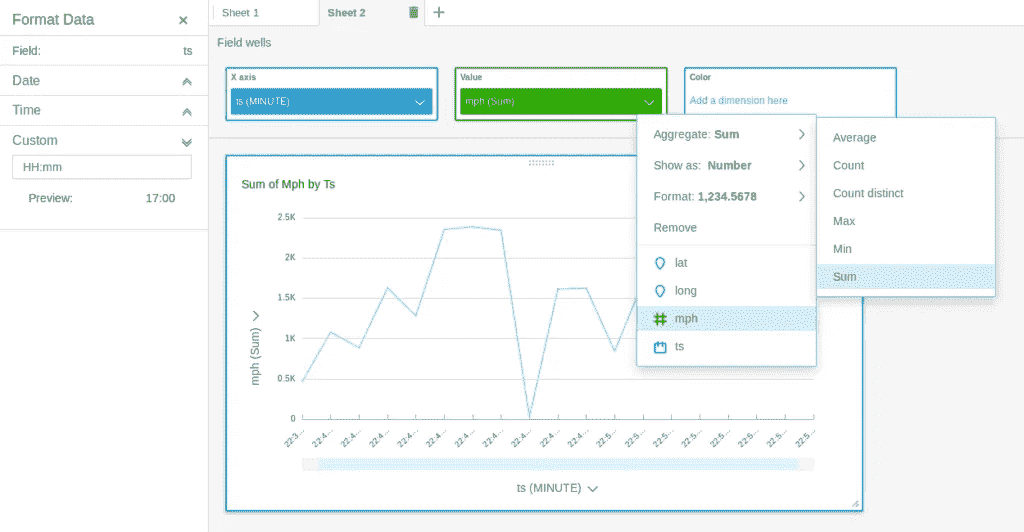 Format Data
Field: ts
Date
Time
Custom
HH:mm
Preview: 17:00
Sheet 1
Sheet 2
Field wells
X axis
ts (MINUTE)
Value
mph (Sum)
Color
Add a dimension here
Aggregate: Sum
Show as: Number
Format: 1,234.5678
Remove
lat
long
mph
ts
Average
Count
Count distinct
Max
Min
Sum
Sum of Mph by Ts
2.5K
2K
1.5K
1K
0.5K
0
mph (Sum)
22:3...
22:4...
22:4...
22:4...
22:4...
22:4...
22:4...
22:4...
22:4...
22:4...
22:4...
22:5...
22:5...
22:5...
22:5...
22:5...
22:5...
22:5...
22:5...
ts (MINUTE)